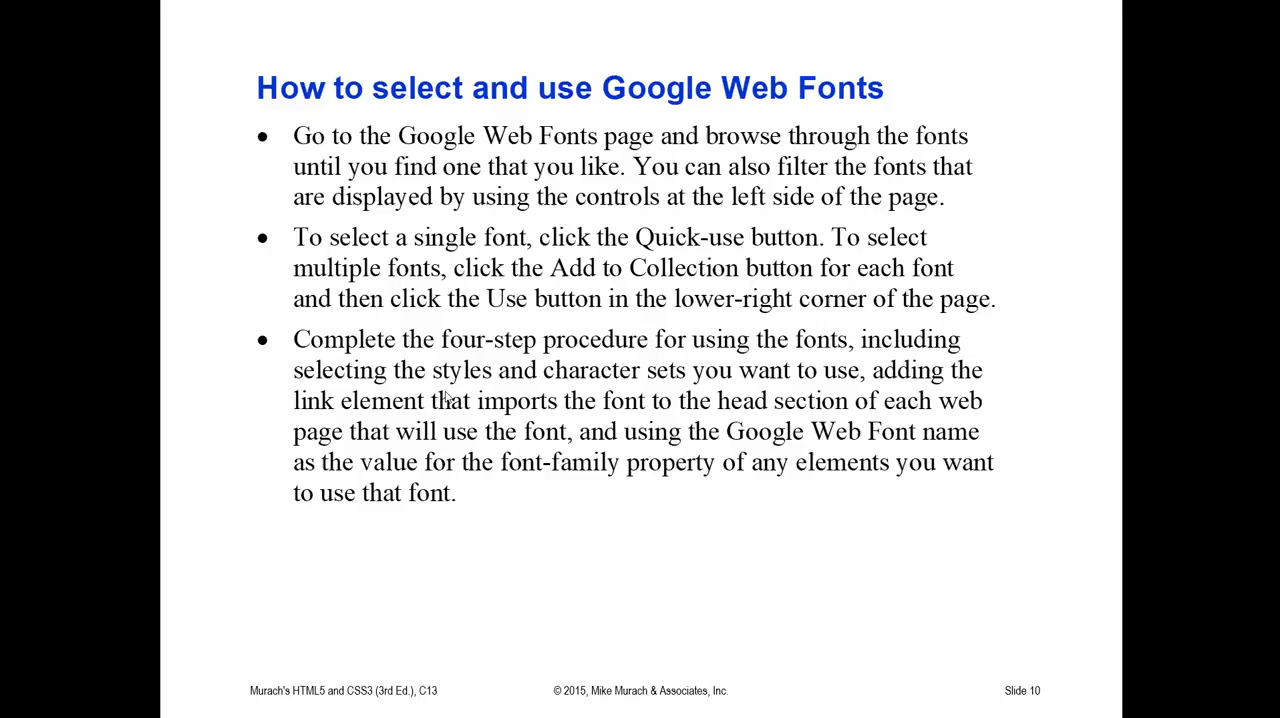 How to select and use Google Web Fonts
• Go to the Google Web Fonts page and browse through the fonts
until you find one that you like. You can also filter the fonts that
are displayed by using the controls at the left side of the page.
• To select a single font, click the Quick-use button. To select
multiple fonts, click the Add to Collection button for each font
and then click the Use button in the lower-right corner of the page.
• Complete the four-step procedure for using the fonts, including
selecting the styles and character sets you want to use, adding the
link element that imports the font to the head section of each web
page that will use the font, and using the Google Web Font name
as the value for the font-family property of any elements you want
to use that font.
Murach's HTML5 and CSS3 (3rd Ed.), C13
© 2015, Mike Murach & Associates, Inc.
Slide 10